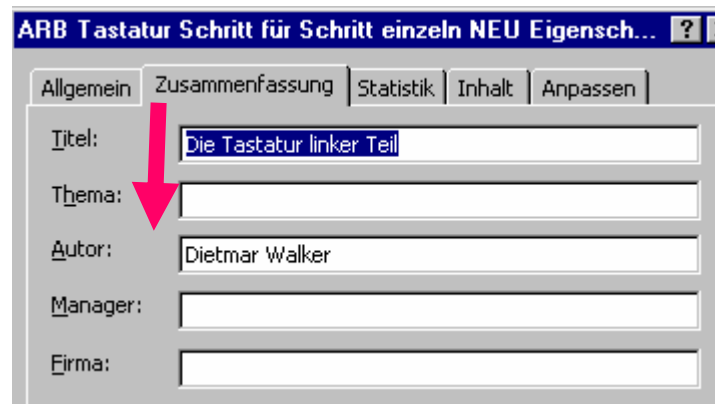 ARB Tastatur Schritt für Schritt einzeln NEU Eigensch... ?
Allgemein Zusammenfassung Statistik Inhalt Anpassen
Titel: Die Tastatur linker Teil
Thema:
Autor: Dietmar Walker
Manager:
Firma: